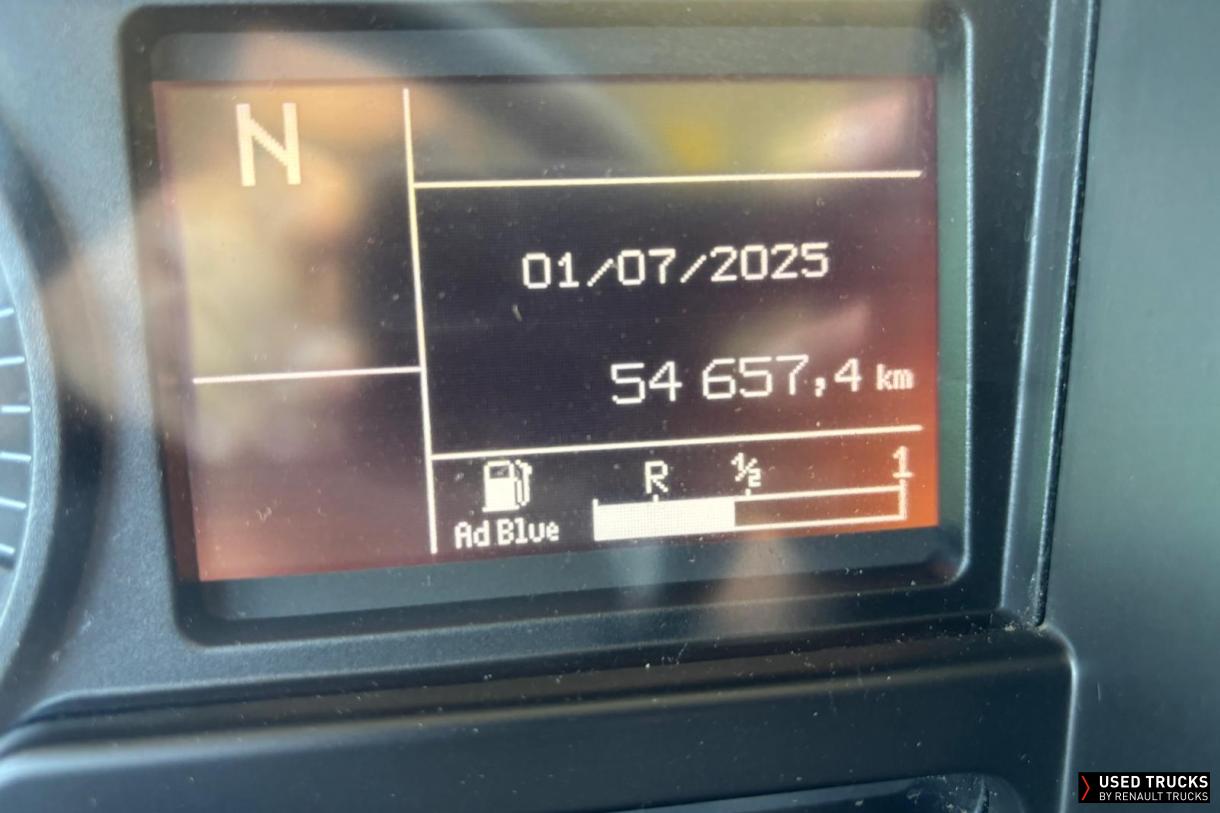 N
01/07/2025
54 657,4 km
R ½ 1
Ad Blue
USED TRUCKS
BY RENAULT TRUCKS